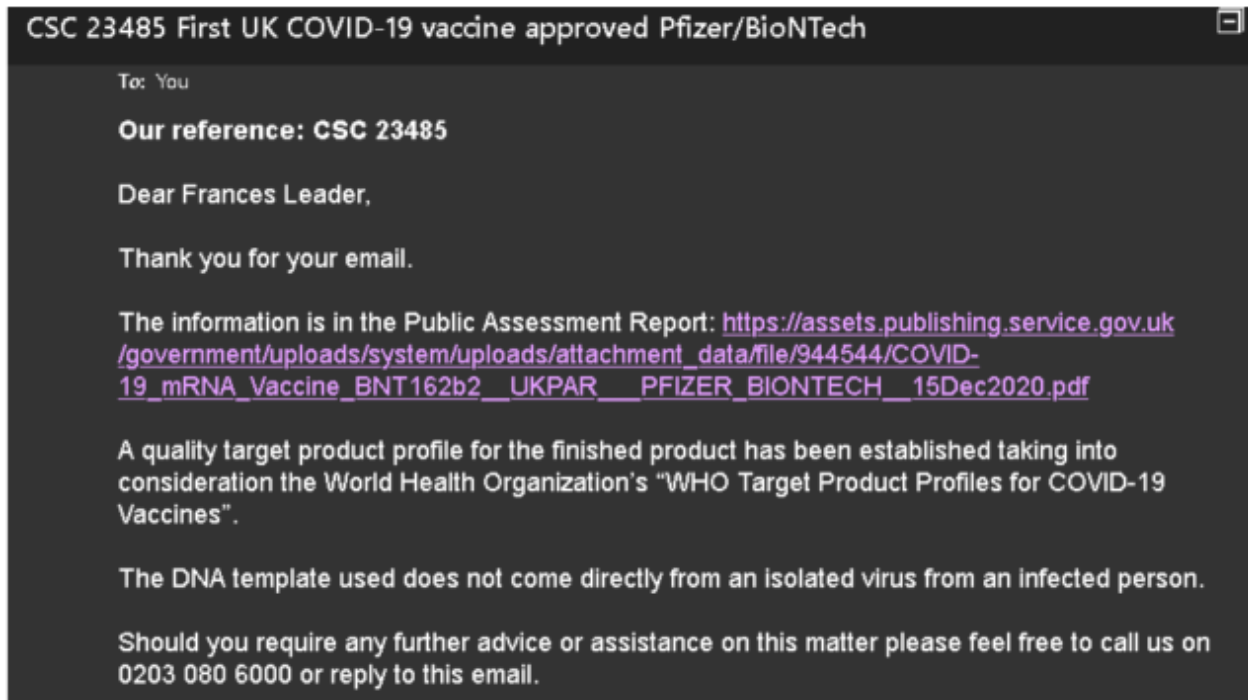 CSC 23485 First UK COVID-19 vaccine approved Pfizer/BioNTech
To: You
Our reference: CSC 23485
Dear Frances Leader,
Thank you for your email.
The information is in the Public Assessment Report: https://assets.publishing.service.gov.uk
/government/uploads/system/uploads/attachment_data/file/944544/COVID-
19_mRNA_Vaccine_BNT162b2__UKPAR___PFIZER_BIONTECH__15Dec2020.pdf
A quality target product profile for the finished product has been established taking into
consideration the World Health Organization's “WHO Target Product Profiles for COVID-19
Vaccines”.
The DNA template used does not come directly from an isolated virus from an infected person.
Should you require any further advice or assistance on this matter please feel free to call us on
0203 080 6000 or reply to this email.